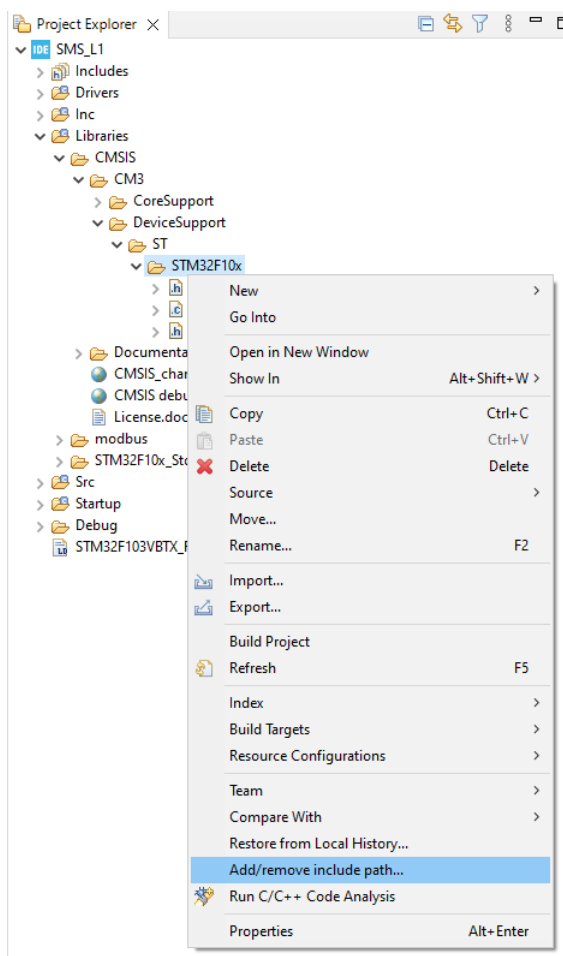 Project Explorer
IDE SMS_L1
Includes
Drivers
Inc
Libraries
CMSIS
CM3
CoreSupport
DeviceSupport
ST
STM32F10x
.h
.c
.h
Documenta
CMSIS_char
CMSIS debu
License.doc
modbus
STM32F10x_Std
Src
Startup
Debug
STM32F103VBTX_F
New
Go Into
Open in New Window
Show In Alt+Shift+W >
Copy Ctrl+C
Paste Ctrl+V
Delete Delete
Source
Move...
Rename... F2
Import...
Export...
Build Project
Refresh F5
Index
Build Targets
Resource Configurations
Team
Compare With
Restore from Local History...
Add/remove include path...
Run C/C++ Code Analysis
Properties Alt+Enter